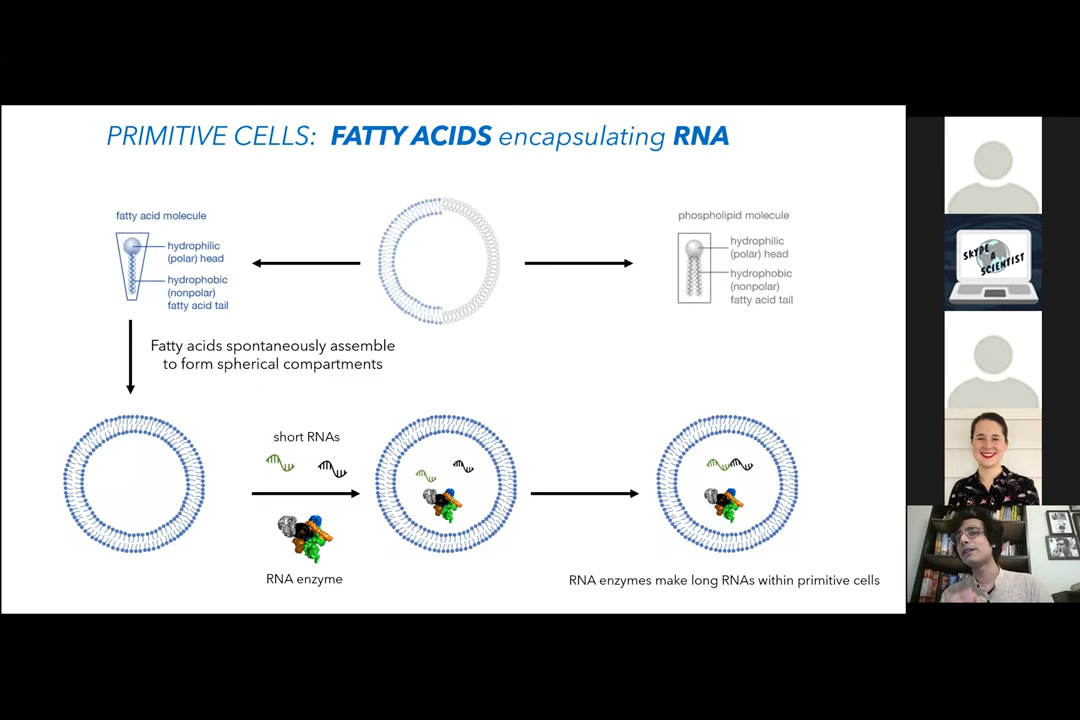 PRIMITIVE CELLS: FATTY ACIDS encapsulating RNA
fatty acid molecule
hydrophilic
(polar) head
hydrophobic
(nonpolar)
fatty acid tail
phospholipid molecule
hydrophilic
(polar) head
hydrophobic
(nonpolar)
fatty acid tail
Fatty acids spontaneously assemble
to form spherical compartments
short RNAs
RNA enzyme
RNA enzymes make long RNAs within primitive cells
SKYPE
A
SCIENTIST